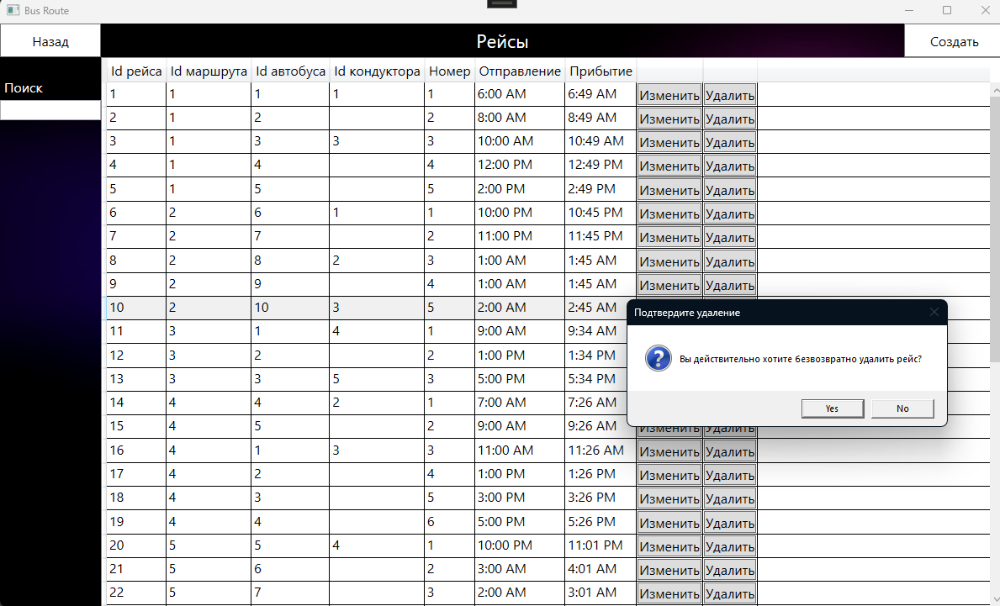 Bus Route
Назад Рейсы Создать
Поиск
Id рейса Id маршрута Id автобуса Id кондуктора Номер Отправление Прибытие
1 1 1 1 1 6:00 AM 6:49 AM Изменить Удалить
2 1 2 2 8:00 AM 8:49 AM Изменить Удалить
3 1 3 3 3 10:00 AM 10:49 AM Изменить Удалить
4 1 4 4 12:00 PM 12:49 PM Изменить Удалить
5 1 5 5 2:00 PM 2:49 PM Изменить Удалить
6 2 6 1 1 10:00 PM 10:45 PM Изменить Удалить
7 2 7 2 11:00 PM 11:45 PM Изменить Удалить
8 2 8 2 3 1:00 AM 1:45 AM Изменить Удалить
9 2 9 4 1:00 AM 1:45 AM Изменить Удалить
10 2 10 3 5 2:00 AM 2:45 AM
Подтвердите удаление
11 3 1 4 1 9:00 AM 9:34 AM
12 3 2 2 1:00 PM 1:34 PM
Вы действительно хотите безвозвратно удалить рейс?
13 3 3 5 3 5:00 PM 5:34 PM
14 4 4 2 1 7:00 AM 7:26 AM
Yes No
15 4 5 2 9:00 AM 9:26 AM Изменить Удалить
16 4 1 3 3 11:00 AM 11:26 AM Изменить Удалить
17 4 2 4 1:00 PM 1:26 PM Изменить Удалить
18 4 3 5 3:00 PM 3:26 PM Изменить Удалить
19 4 4 6 5:00 PM 5:26 PM Изменить Удалить
20 5 5 4 1 10:00 PM 11:01 PM Изменить Удалить
21 5 6 2 3:00 AM 4:01 AM Изменить Удалить
22 5 7 3 2:00 AM 3:01 AM Изменить Удалить